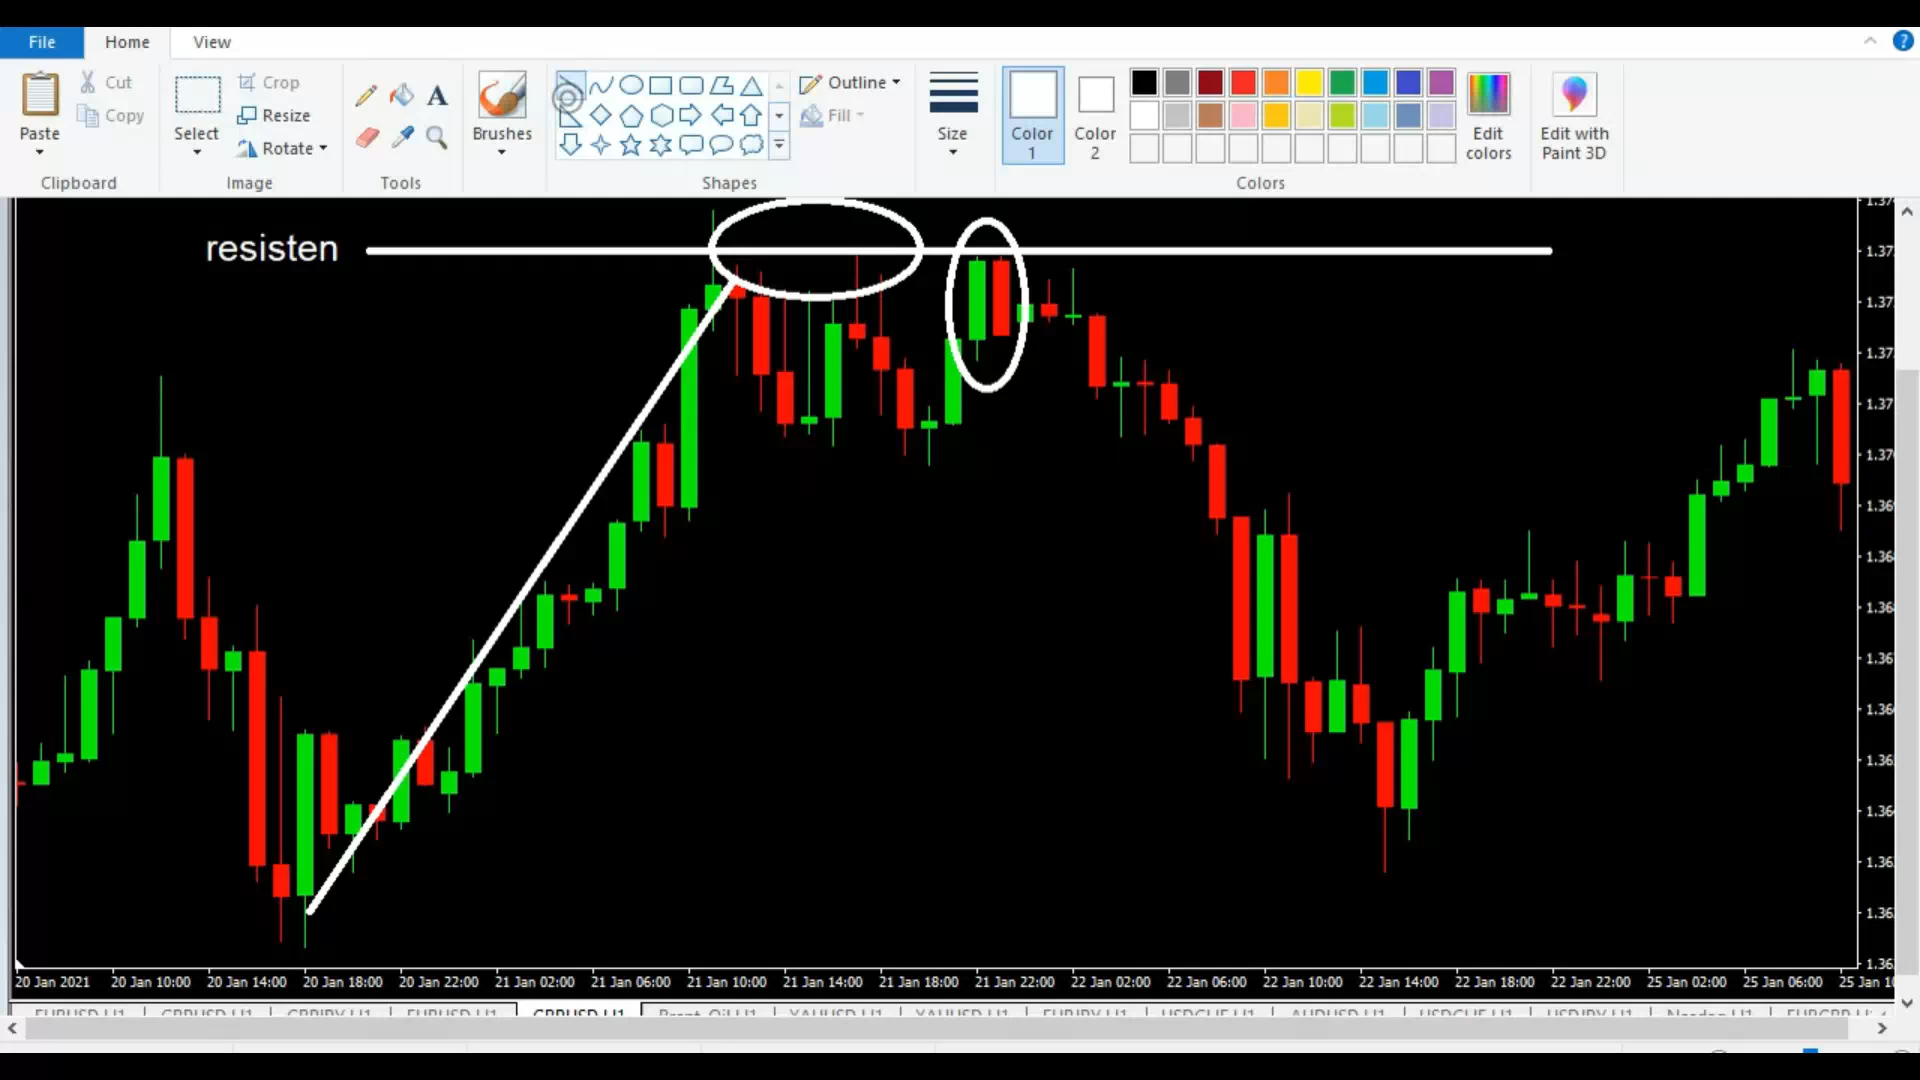 File Home View
Paste
Cut
Copy
Clipboard
Select
Crop
Resize
Rotate
Image
A
Tools
Brushes
Shapes
Outline
Fill
Size
Color 1
Color 2
Edit colors
Colors
Edit with Paint 3D
resisten
20 Jan 2021 20 Jan 10:00 20 Jan 14:00 20 Jan 18:00 20 Jan 22:00 21 Jan 02:00 21 Jan 06:00 21 Jan 10:00 21 Jan 14:00 21 Jan 18:00 21 Jan 22:00 22 Jan 02:00 22 Jan 06:00 22 Jan 10:00 22 Jan 14:00 22 Jan 18:00 22 Jan 22:00 25 Jan 02:00 25 Jan 06:00 25 Jan 10